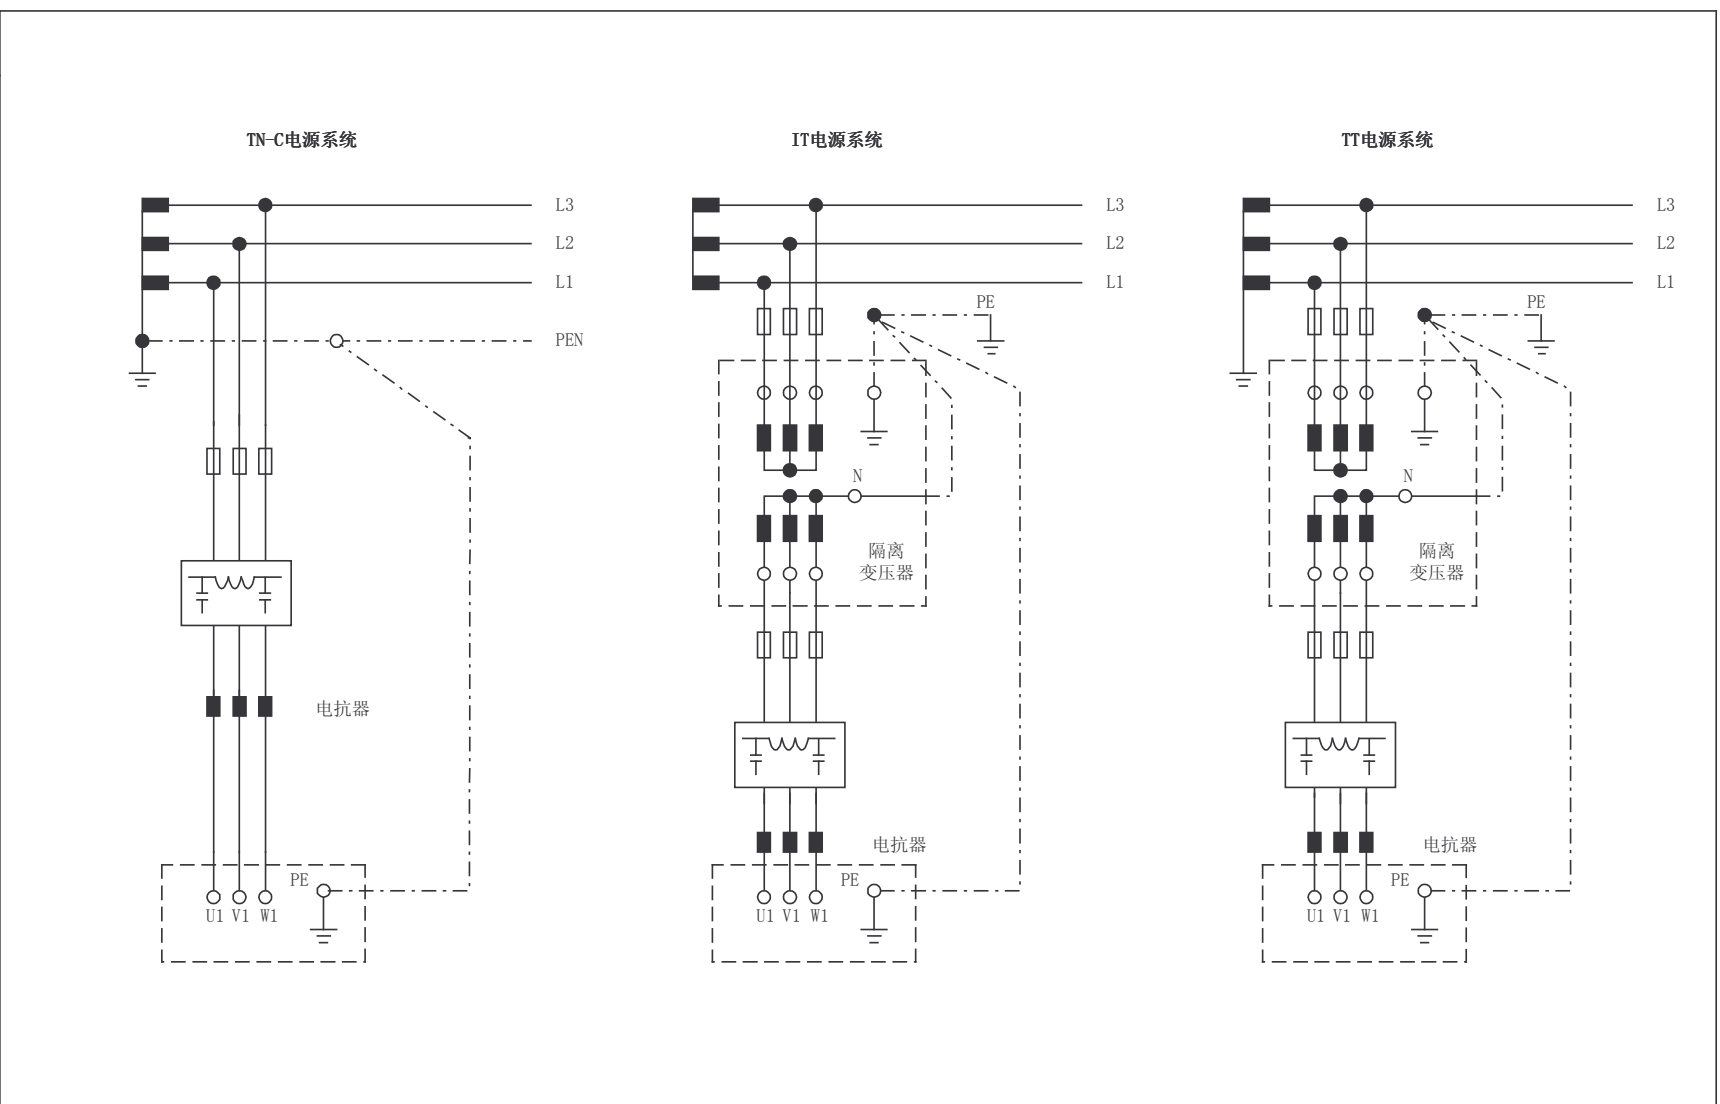 TN-C电源系统
L3
L2
L1
PEN
电抗器
PE
U1 V1 W1
IT电源系统
L3
L2
L1
PE
N
隔离
变压器
电抗器
PE
U1 V1 W1
TT电源系统
L3
L2
L1
PE
N
隔离
变压器
电抗器
PE
U1 V1 W1